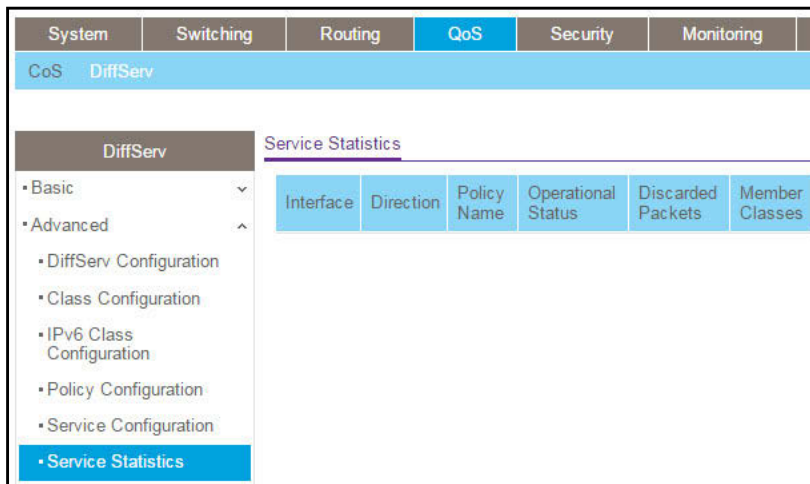 System Switching Routing QoS Security Monitoring
CoS DiffServ
DiffServ
Service Statistics
Basic
Advanced
DiffServ Configuration
Class Configuration
IPv6 Class
Configuration
Policy Configuration
Service Configuration
Service Statistics
Interface Direction Policy Name Operational Status Discarded Packets Member Classes